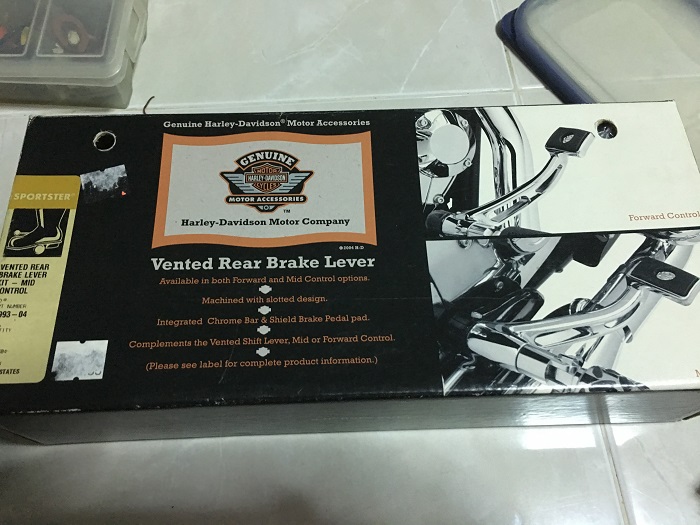 Genuine Harley-Davidson® Motor Accessories
GENUINE
MOTOR
HARLEY-DAVIDSON
CYCLES
MOTOR ACCESSORIES
™
Harley-Davidson Motor Company
Vented Rear Brake Lever
Available in both Forward and Mid Control options.
Machined with slotted design.
Integrated Chrome Bar & Shield Brake Pedal pad.
Complements the Vented Shift Lever, Mid or Forward Control.
(Please see label for complete product information.)
SPORTSTER®
VENTED REAR
BRAKE LEVER
KIT – MID
CONTROL
993-04
STATES
Forward Control